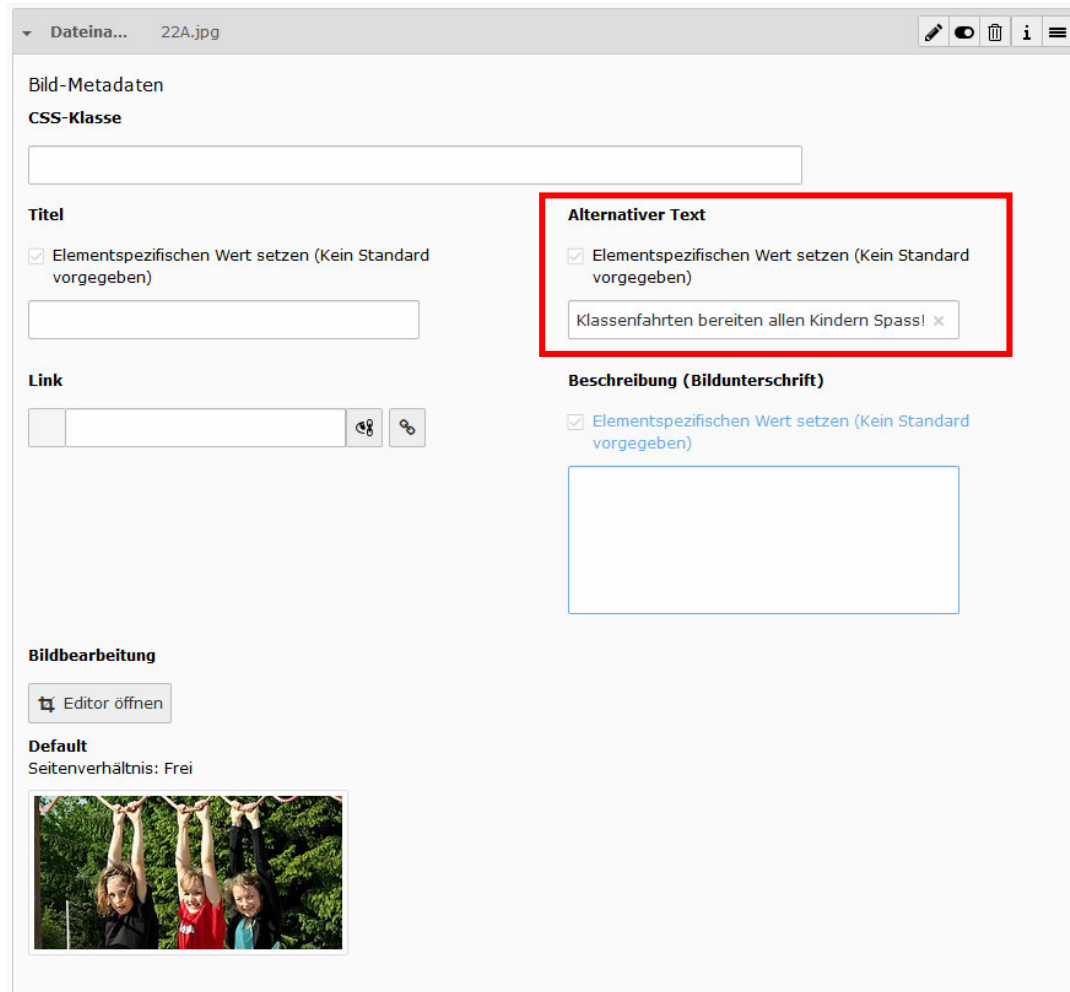 Dateina... 22A.jpg
Bild-Metadaten
CSS-Klasse
Titel
Elementspezifischen Wert setzen (Kein Standard
vorgegeben)
Alternativer Text
Elementspezifischen Wert setzen (Kein Standard
vorgegeben)
Klassenfahrten bereiten allen Kindern Spass!
Link
Beschreibung (Bildunterschrift)
Elementspezifischen Wert setzen (Kein Standard
vorgegeben)
Bildbearbeitung
Editor öffnen
Default
Seitenverhältnis: Frei